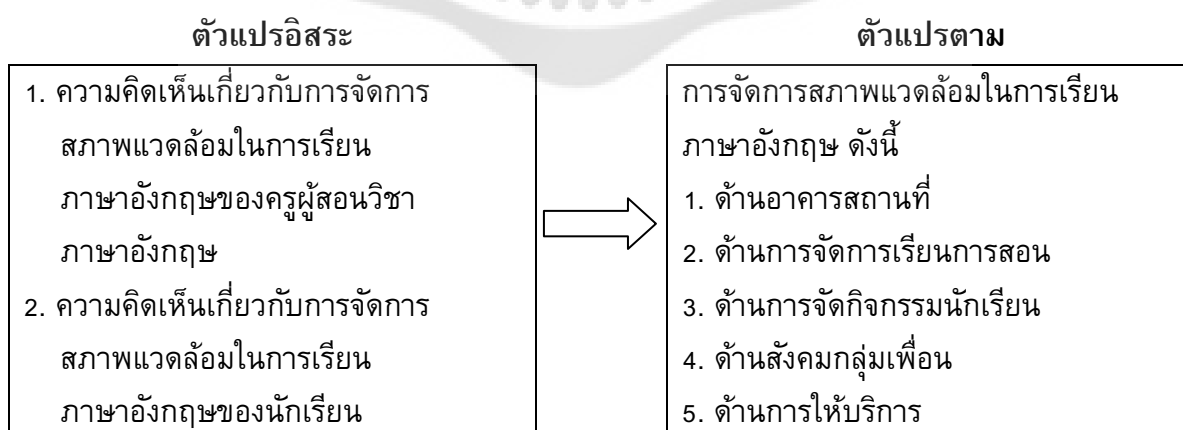 ตัวแปรอิสระ
1. ความคิดเห็นเกี่ยวกับการจัดการ
สภาพแวดล้อมในการเรียน
ภาษาอังกฤษของครูผู้สอนวิชา
ภาษาอังกฤษ
2. ความคิดเห็นเกี่ยวกับการจัดการ
สภาพแวดล้อมในการเรียน
ภาษาอังกฤษของนักเรียน
ตัวแปรตาม
การจัดการสภาพแวดล้อมในการเรียน
ภาษาอังกฤษ ดังนี้
1. ด้านอาคารสถานที่
2. ด้านการจัดการเรียนการสอน
3. ด้านการจัดกิจกรรมนักเรียน
4. ด้านสังคมกลุ่มเพื่อน
5. ด้านการให้บริการ